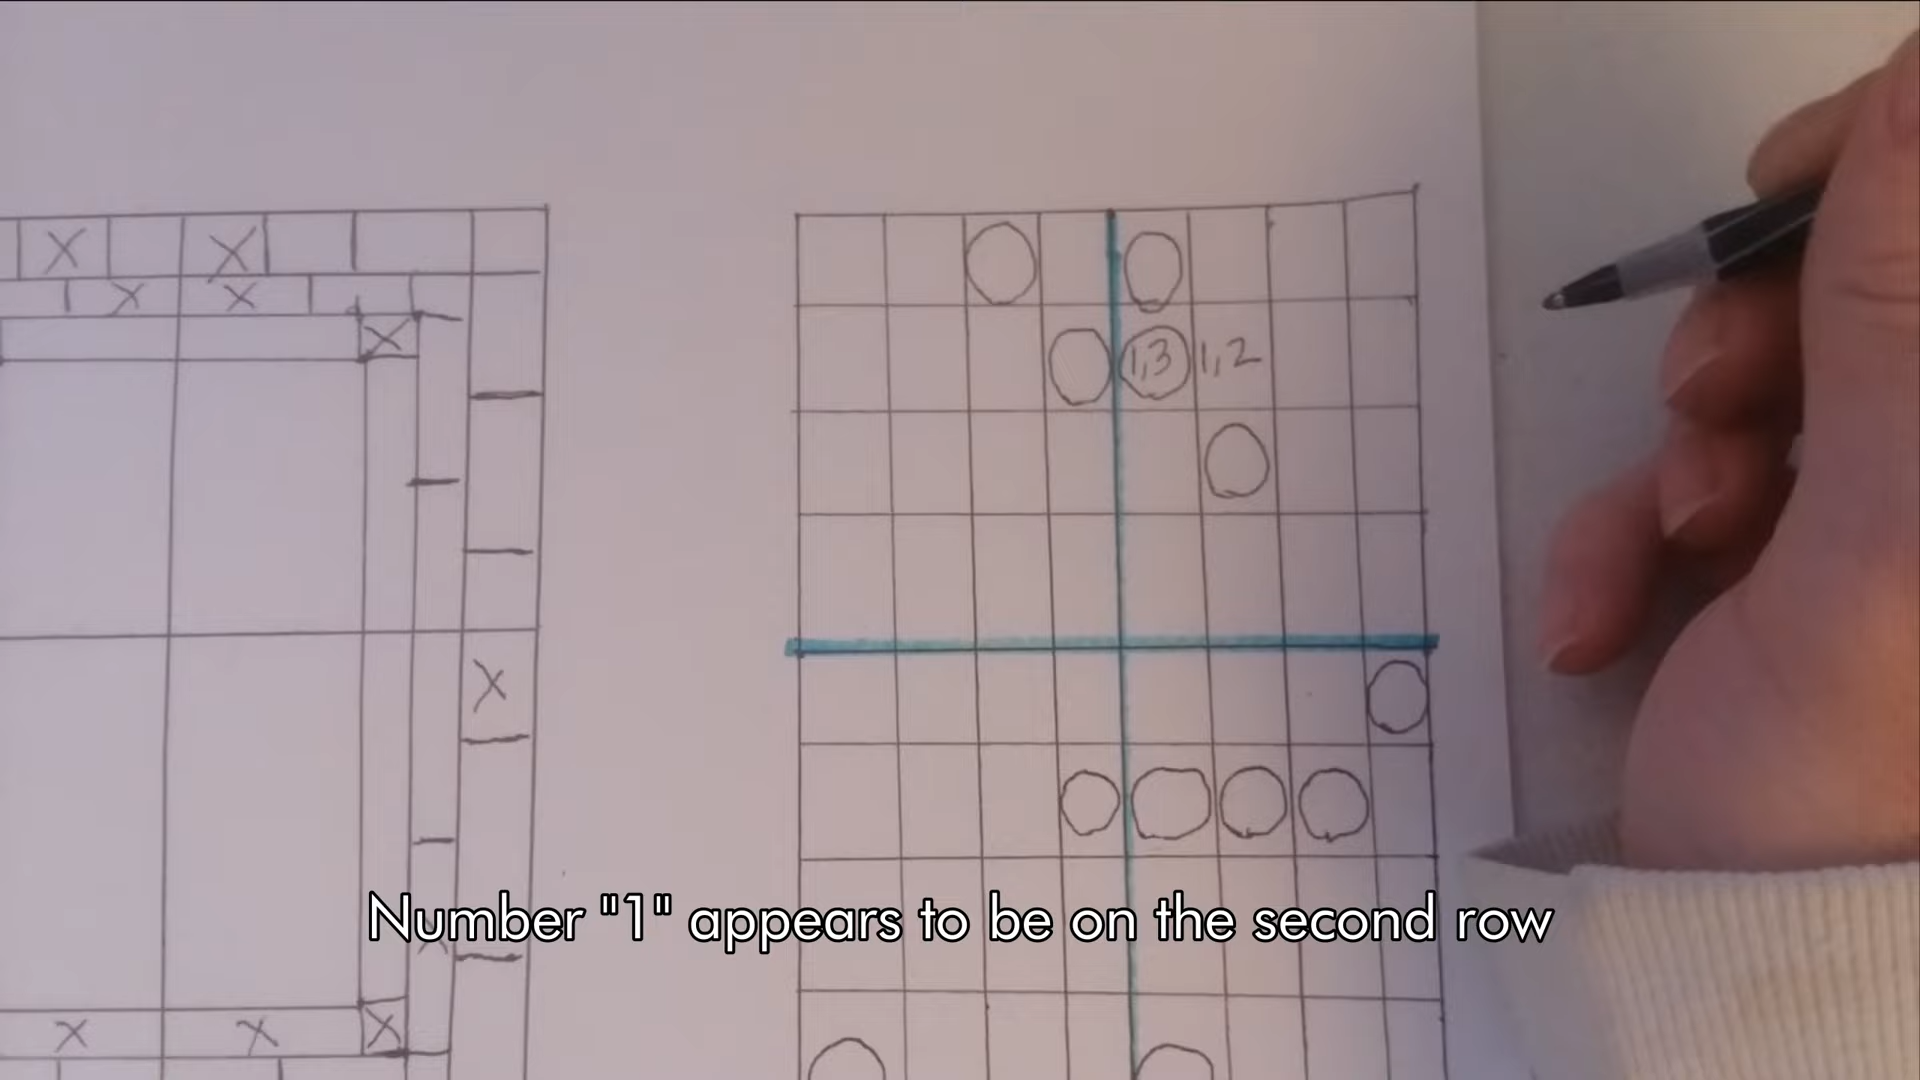 X X
X X
X
1,3 1,2
X
Number "1" appears to be on the second row
X X X